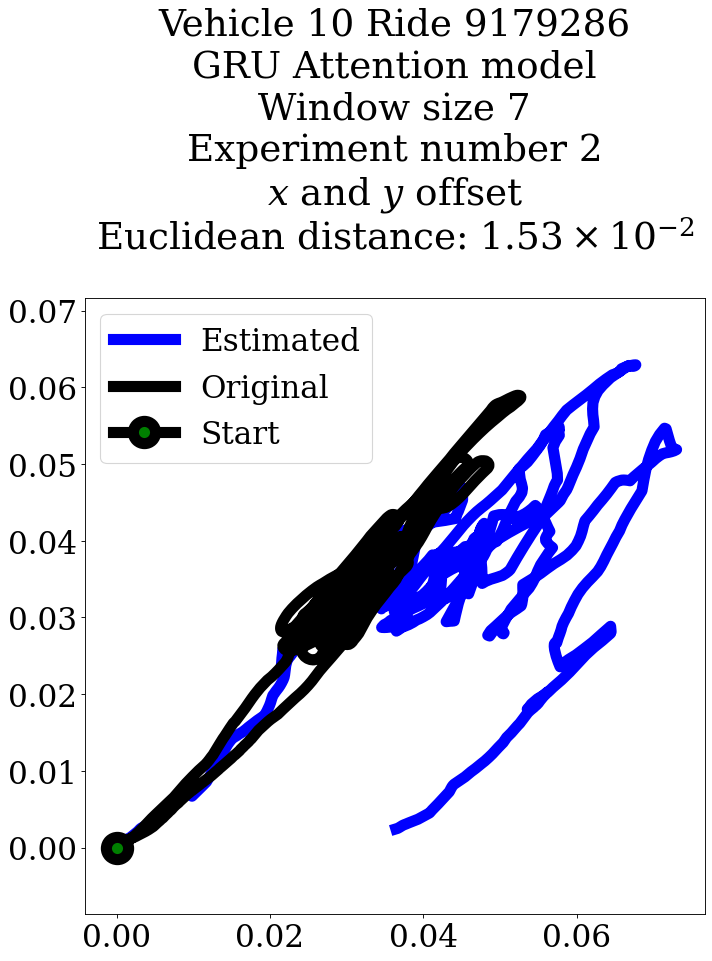 Vehicle 10 Ride 9179286
GRU Attention model
Window size 7
Experiment number 2
x and y offset
Euclidean distance: 1.53 × 10⁻²
0.07
0.06
0.05
0.04
0.03
0.02
0.01
0.00
Estimated
Original
Start
0.00 0.02 0.04 0.06